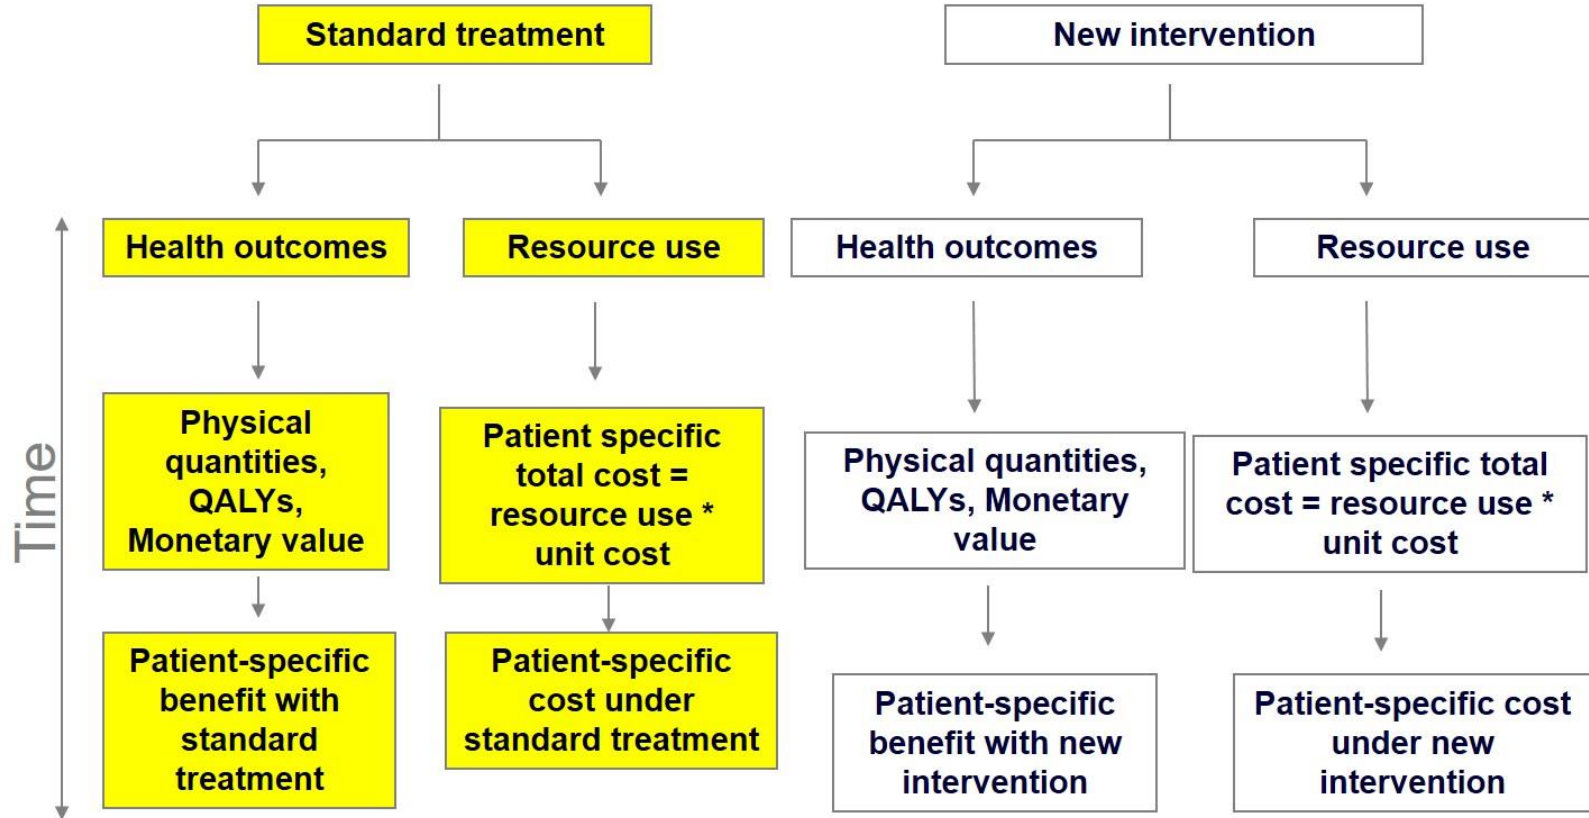 Standard treatment
New intervention
Time
Health outcomes
Resource use
Health outcomes
Resource use
Physical
quantities,
QALYs,
Monetary value
Patient specific
total cost =
resource use *
unit cost
Physical quantities,
QALYs, Monetary
value
Patient specific total
cost = resource use *
unit cost
Patient-specific
benefit with
standard
treatment
Patient-specific
cost under
standard treatment
Patient-specific
benefit with new
intervention
Patient-specific cost
under new
intervention